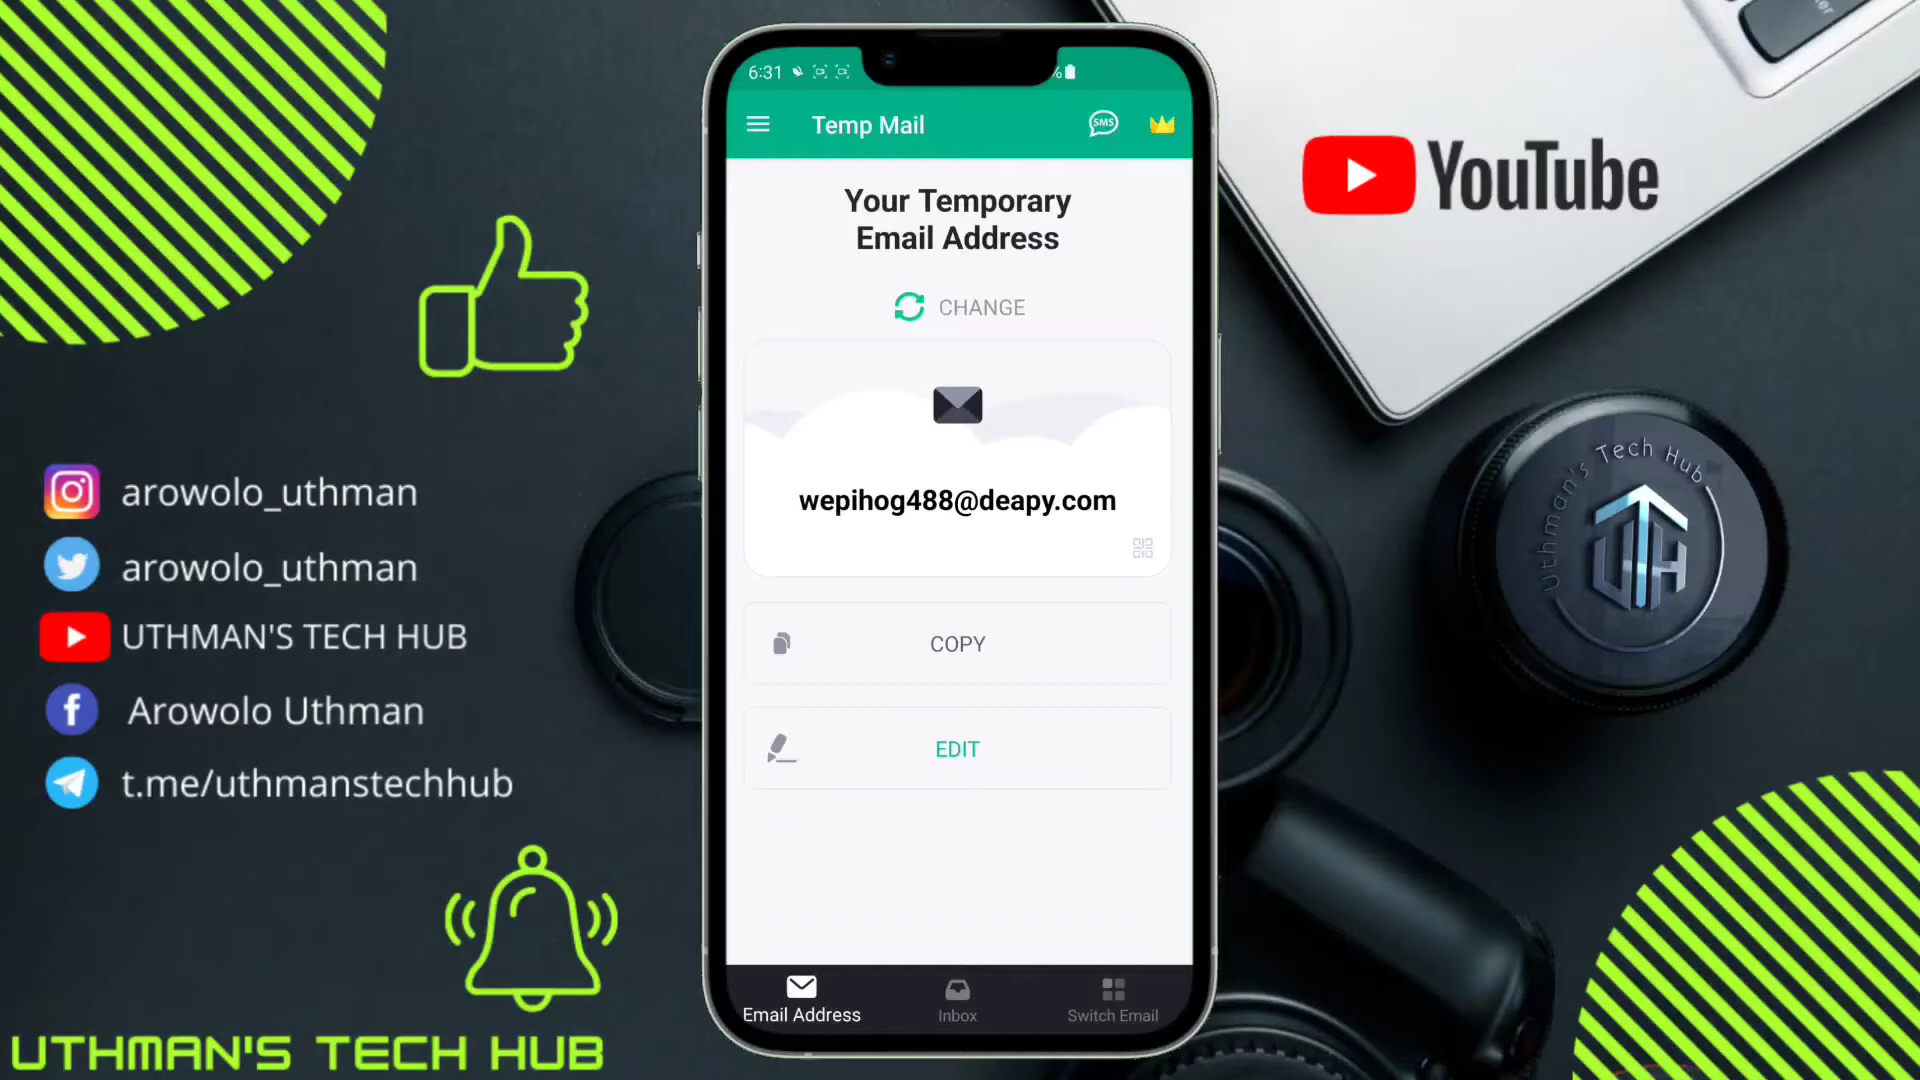 6:31
%
Temp Mail
SMS
Your Temporary
Email Address
CHANGE
wepihog488@deapy.com
COPY
EDIT
Email Address
Inbox
Switch Email
YouTube
arowolo_uthman
arowolo_uthman
UTHMAN'S TECH HUB
Arowolo Uthman
t.me/uthmanstechhub
UTHMAN'S TECH HUB
Uthman's Tech Hub
UTH